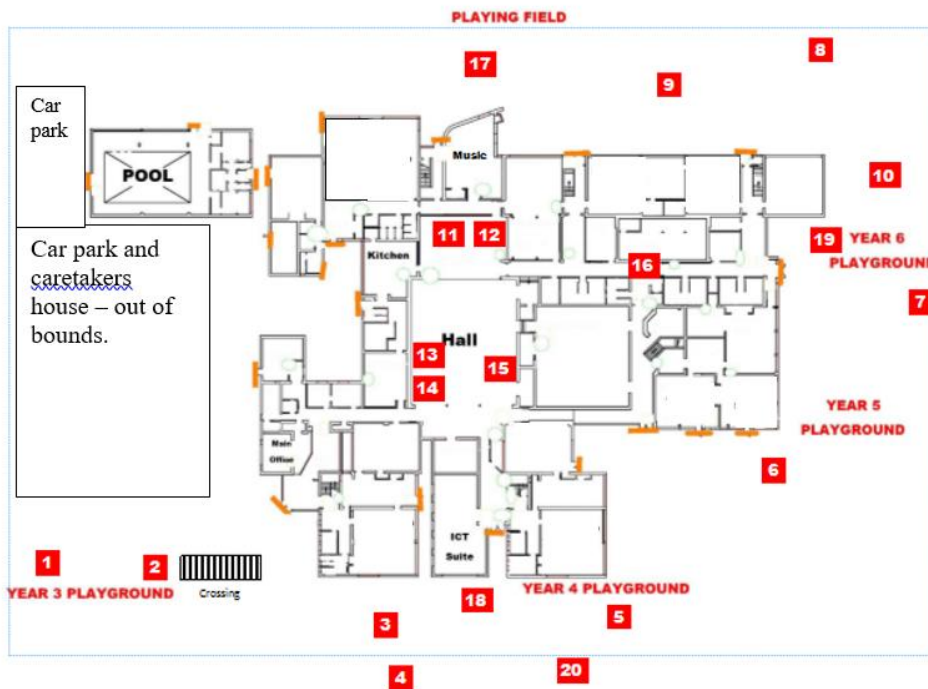 PLAYING FIELD
8
17
9
Car
park
Music
POOL
10
11 12
19 YEAR 6
PLAYGROUND
Kitchen
16
Car park and
caretakers
house – out of
bounds.
7
Hall
13
15
14
YEAR 5
PLAYGROUND
Main
Office
6
ICT
Suite
1
2
Crossing
YEAR 3 PLAYGROUND
YEAR 4 PLAYGROUND
18
3
5
4
20